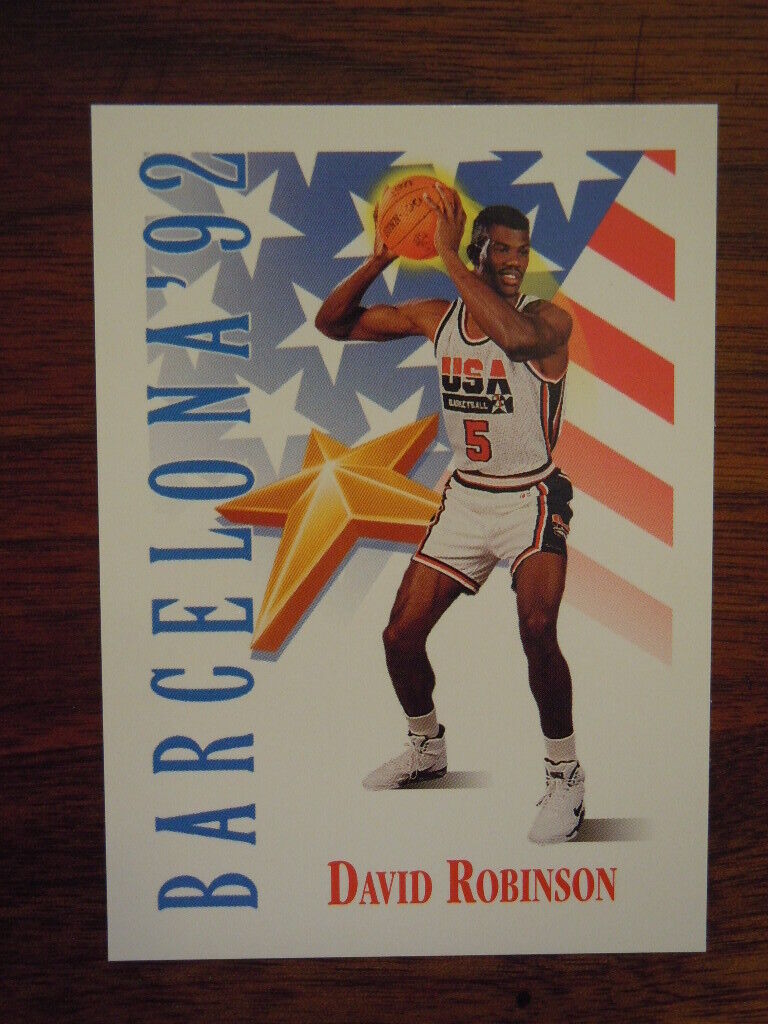 BARCELONA '92
USA
BASKETBALL
5
DAVID ROBINSON